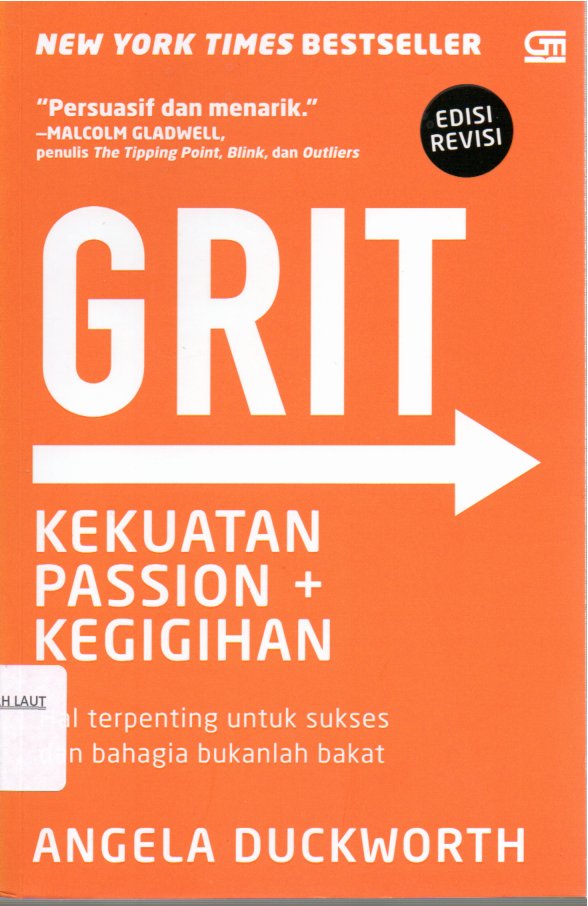 NEW YORK TIMES BESTSELLER
GM
"Persuasif dan menarik."
—MALCOLM GLADWELL,
penulis The Tipping Point, Blink, dan Outliers
EDISI
REVISI
GRIT
KEKUATAN
PASSION +
KEGIGIHAN
H LAUT
Hal terpenting untuk sukses
dan bahagia bukanlah bakat
ANGELA DUCKWORTH